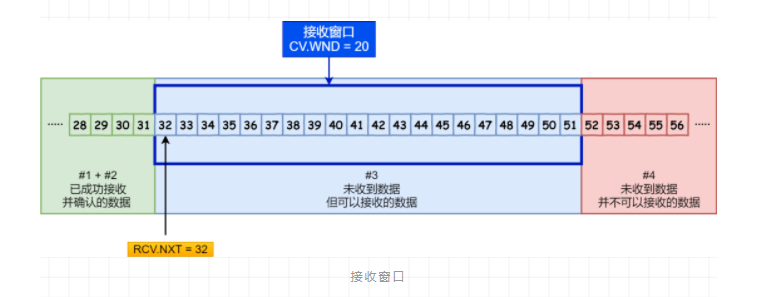 接收窗口
CV.WND = 20
····· 28 29 30 31 32 33 34 35 36 37 38 39 40 41 42 43 44 45 46 47 48 49 50 51 52 53 54 55 56 ·····
#1 + #2
已成功接收
并确认的数据
#3
未收到数据
但可以接收的数据
#4
未收到数据
并不可以接收的数据
RCV.NXT = 32
接收窗口